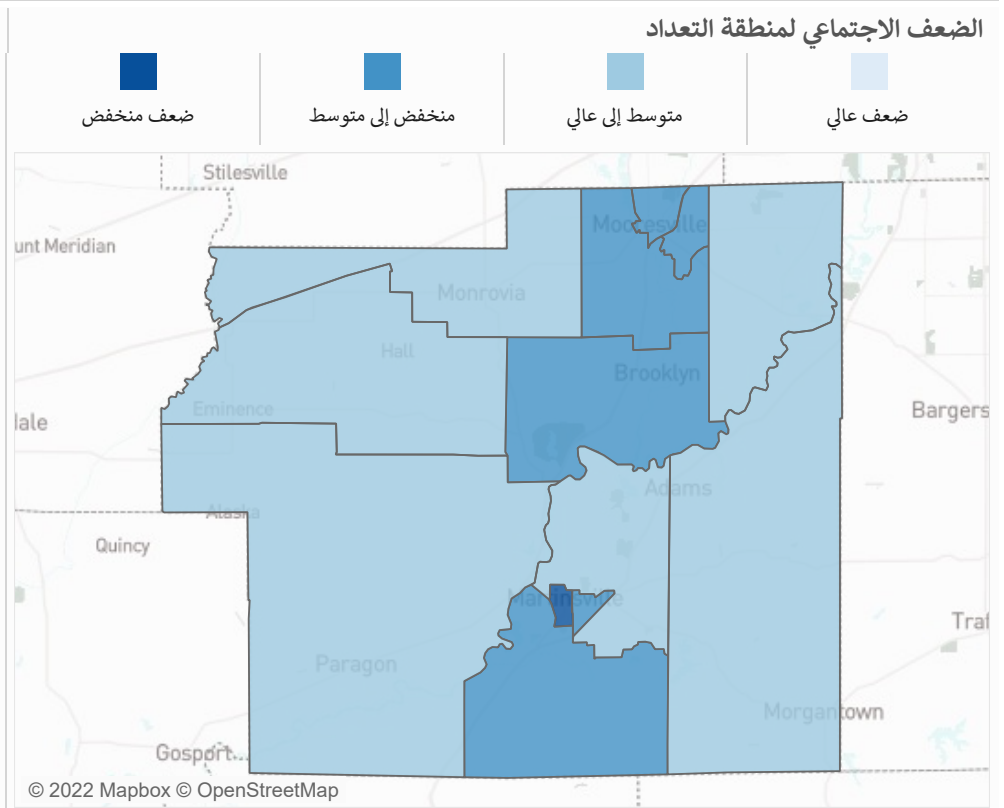 الضعف الاجتماعي لمنطقة التعداد
ضعف عالي
متوسط إلى عالي
منخفض إلى متوسط
ضعف منخفض
Stilesville
unt Meridian
Mooresville
Monrovia
Hall
Brooklyn
Eminence
dale
Bargers
Adams
Alaska
Quincy
Martinsville
Traf
Paragon
Morgantown
Gosport
© 2022 Mapbox © OpenStreetMap